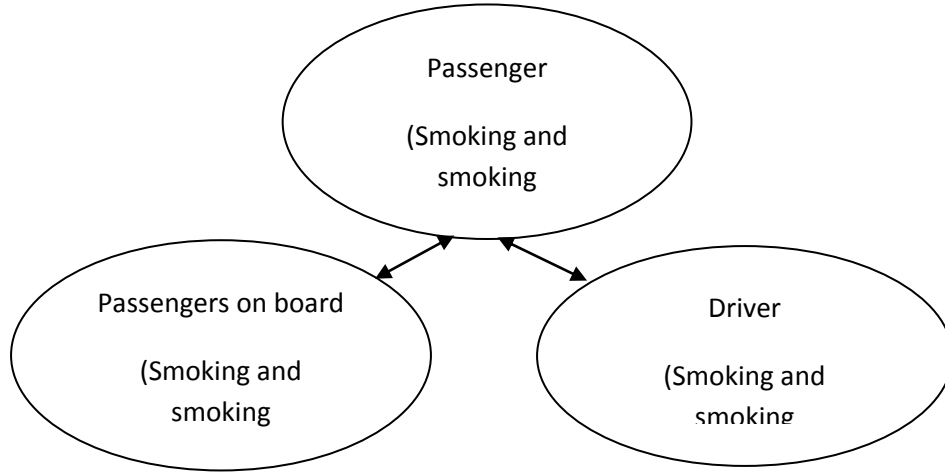 Passenger
(Smoking and
smoking
Passengers on board
(Smoking and
smoking
Driver
(Smoking and
smoking